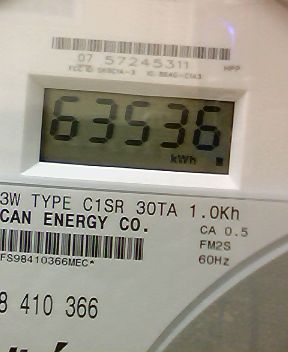 07 57245311
HPP
63536
kWh
3W TYPE C1SR 30TA 1.0Kh
CAN ENERGY CO.
CA 0.5
FM2S
60Hz
FS98410366MEC*
8 410 366